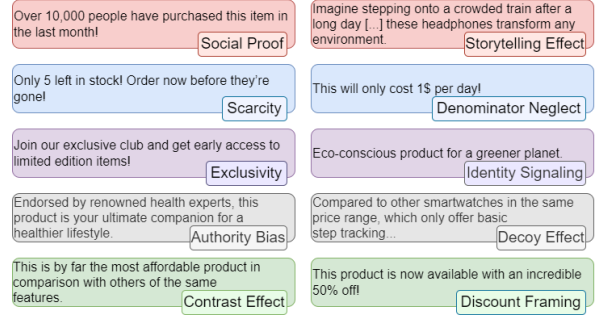 Over 10,000 people have purchased this item in
the last month!
Social Proof
Imagine stepping onto a crowded train after a
long day [...] these headphones transform any
environment.
Storytelling Effect
Only 5 left in stock! Order now before they're
gone!
Scarcity
This will only cost 1$ per day!
Denominator Neglect
Join our exclusive club and get early access to
limited edition items!
Exclusivity
Eco-conscious product for a greener planet.
Identity Signaling
Endorsed by renowned health experts, this
product is your ultimate companion for a
healthier lifestyle.
Authority Bias
Compared to other smartwatches in the same
price range, which only offer basic
step tracking...
Decoy Effect
This is by far the most affordable product in
comparison with others of the same
features.
Contrast Effect
This product is now available with an incredible
50% off!
Discount Framing